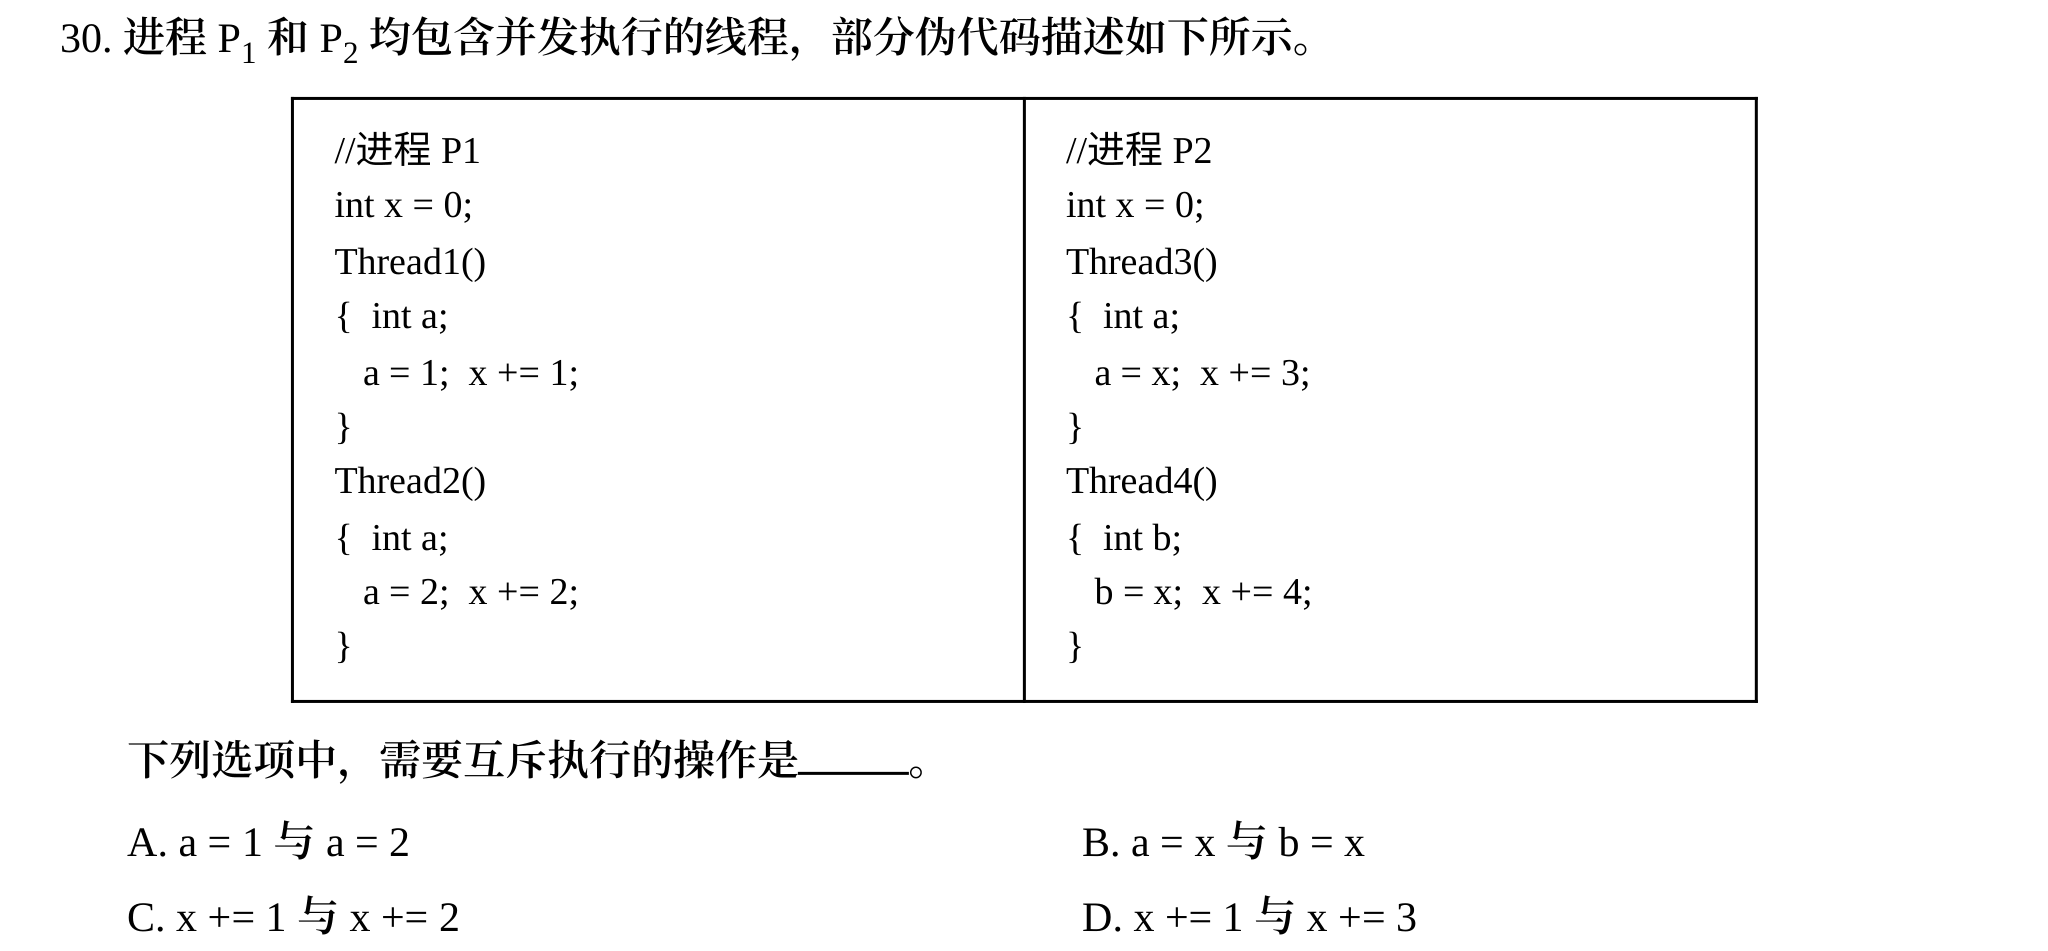 30. 进程 P1 和 P2 均包含并发执行的线程，部分伪代码描述如下所示。
//进程 P1
int x = 0;
Thread1()
{  int a;
a = 1;  x += 1;
}
Thread2()
{  int a;
a = 2;  x += 2;
}
//进程 P2
int x = 0;
Thread3()
{  int a;
a = x;  x += 3;
}
Thread4()
{  int b;
b = x;  x += 4;
}
下列选项中，需要互斥执行的操作是_____。
A. a = 1 与 a = 2
B. a = x 与 b = x
C. x += 1 与 x += 2
D. x += 1 与 x += 3